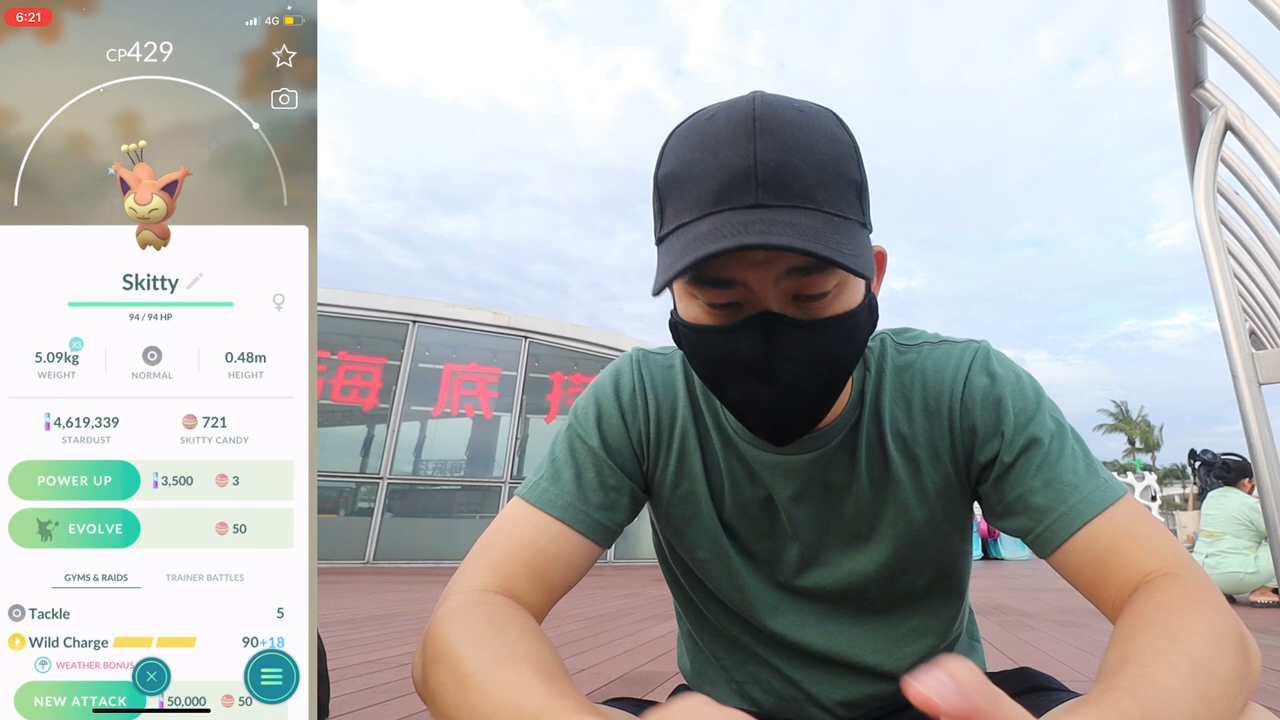 6:21
4G
CP429
Skitty
94 / 94 HP
XS
5.09kg
WEIGHT
NORMAL
0.48m
HEIGHT
4,619,339
STARDUST
721
SKITTY CANDY
POWER UP
3,500
3
EVOLVE
50
GYMS & RAIDS
TRAINER BATTLES
Tackle
5
Wild Charge
90+18
WEATHER BONUS
NEW ATTACK
50,000
50
海底捞